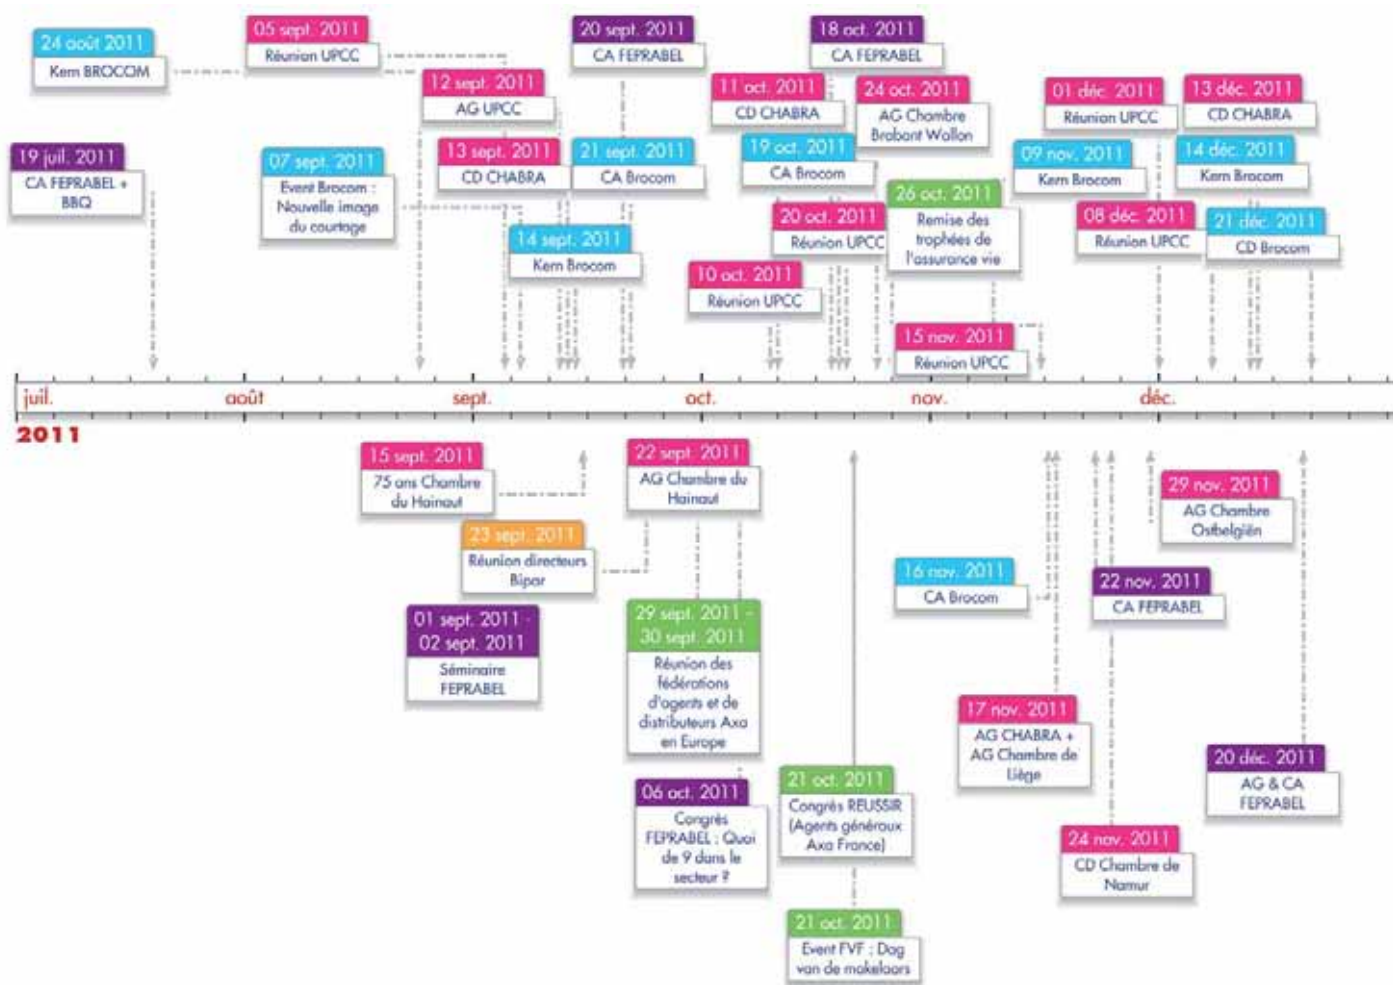 24 août 2011
Kern BROCOM
05 sept. 2011
Réunion UPCC
20 sept. 2011
CA FEPRABEL
18 oct. 2011
CA FEPRABEL
12 sept. 2011
AG UPCC
11 oct. 2011
CD CHABRA
24 oct. 2011
AG Chambre
Brabant Wallon
01 déc. 2011
Réunion UPCC
13 déc. 2011
CD CHABRA
19 juil. 2011
CA FEPRABEL +
BBQ
07 sept. 2011
Event Brocom :
Nouvelle image
du courtage
13 sept. 2011
CD CHABRA
21 sept. 2011
CA Brocom
19 oct. 2011
CA Brocom
09 nov. 2011
Kern Brocom
14 déc. 2011
Kern Brocom
26 oct. 2011
Remise des
trophées de
l'assurance vie
20 oct. 2011
Réunion UPCC
08 déc. 2011
Réunion UPCC
21 déc. 2011
CD Brocom
14 sept. 2011
Kern Brocom
10 oct. 2011
Réunion UPCC
15 nov. 2011
Réunion UPCC
juil. août sept. oct. nov. déc.
2011
15 sept. 2011
75 ans Chambre
du Hainaut
22 sept. 2011
AG Chambre du
Hainaut
29 nov. 2011
AG Chambre
Ostbelgiën
23 sept. 2011
Réunion directeurs
Bipar
16 nov. 2011
CA Brocom
22 nov. 2011
CA FEPRABEL
01 sept. 2011 -
02 sept. 2011
Séminaire
FEPRABEL
29 sept. 2011 -
30 sept. 2011
Réunion des
fédérations
d'agents et de
distributeurs Axa
en Europe
17 nov. 2011
AG CHABRA +
AG Chambre de
Liège
20 déc. 2011
AG & CA
FEPRABEL
06 oct. 2011
Congrès
FEPRABEL : Quoi
de 9 dans le
secteur ?
21 oct. 2011
Congrès REUSSIR
(Agents généraux
Axa France)
24 nov. 2011
CD Chambre de
Namur
21 oct. 2011
Event FVF : Dag
van de makelaars